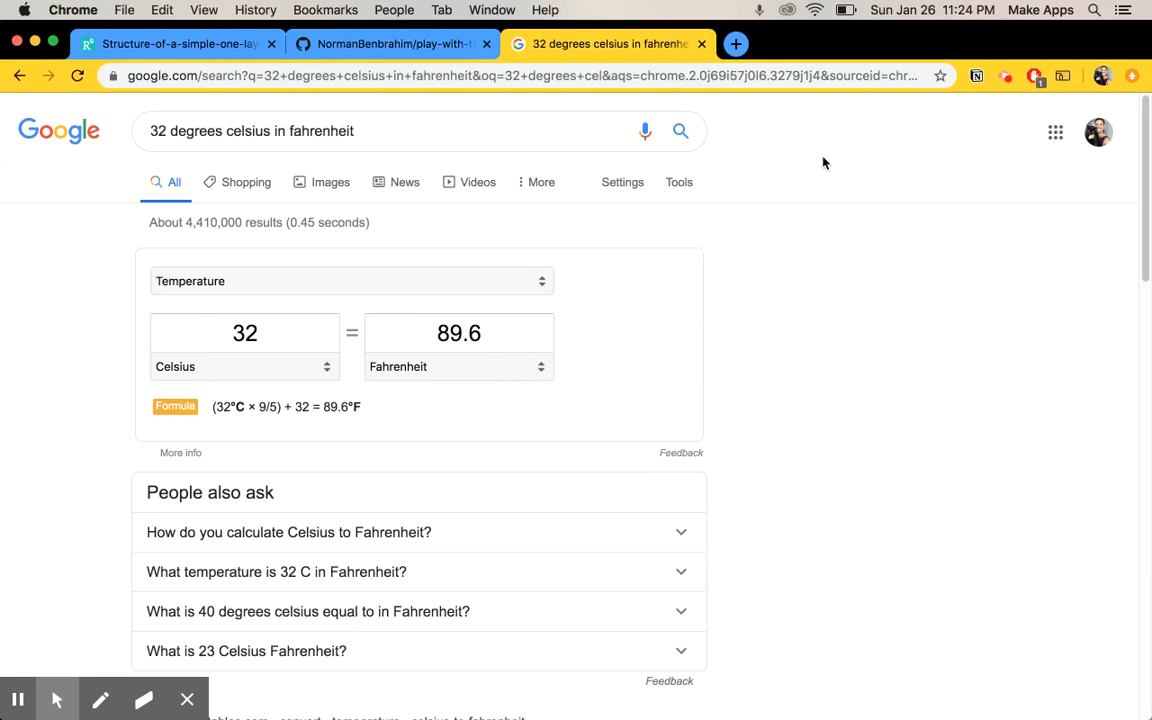 Chrome File Edit View History Bookmarks People Tab Window Help Sun Jan 26 11:24 PM Make Apps
Structure-of-a-simple-one-lay NormanBenbrahim/play-with- 32 degrees celsius in fahrenhe
google.com/search?q=32+degrees+celsius+in+fahrenheit&oq=32+degrees+cel&aqs=chrome.2.0j69i57j0l6.3279j1j4&sourceid=chr...
1
Google 32 degrees celsius in fahrenheit
All Shopping Images News Videos More Settings Tools
About 4,410,000 results (0.45 seconds)
Temperature
32 = 89.6
Celsius Fahrenheit
Formula (32°C × 9/5) + 32 = 89.6°F
More info Feedback
People also ask
How do you calculate Celsius to Fahrenheit?
What temperature is 32 C in Fahrenheit?
What is 40 degrees celsius equal to in Fahrenheit?
What is 23 Celsius Fahrenheit?
Feedback
convert temperature celsius-to-fahrenheit